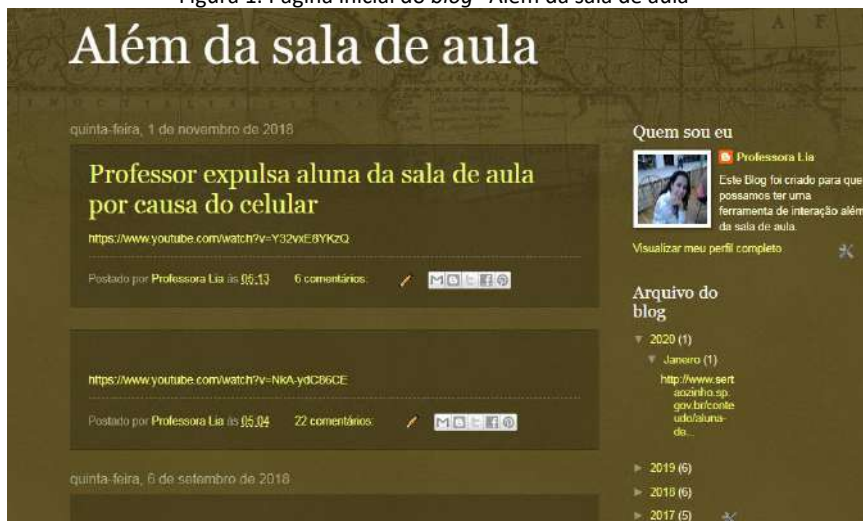 Figura 1: Página inicial do blog "Além da sala de aula"
Além da sala de aula
quinta-feira, 1 de novembro de 2018
Professor expulsa aluna da sala de aula
por causa do celular
https://www.youtube.com/watch?v=Y32vxE8YKzQ
Postado por Professora Lia às 05:13 6 comentários:
https://www.youtube.com/watch?v=NkA-ydC86CE
Postado por Professora Lia às 05:04 22 comentários:
quinta-feira, 6 de setembro de 2018
Quem sou eu
Professora Lia
Este Blog foi criado para que
possamos ter uma
ferramenta de interação além
da sala de aula.
Visualizar meu perfil completo
Arquivo do
blog
▼ 2020 (1)
▼ Janeiro (1)
http://www.sert
aozinho.sp.
gov.br/conte
udo/aluna-
de...
► 2019 (6)
► 2018 (6)
► 2017 (5)